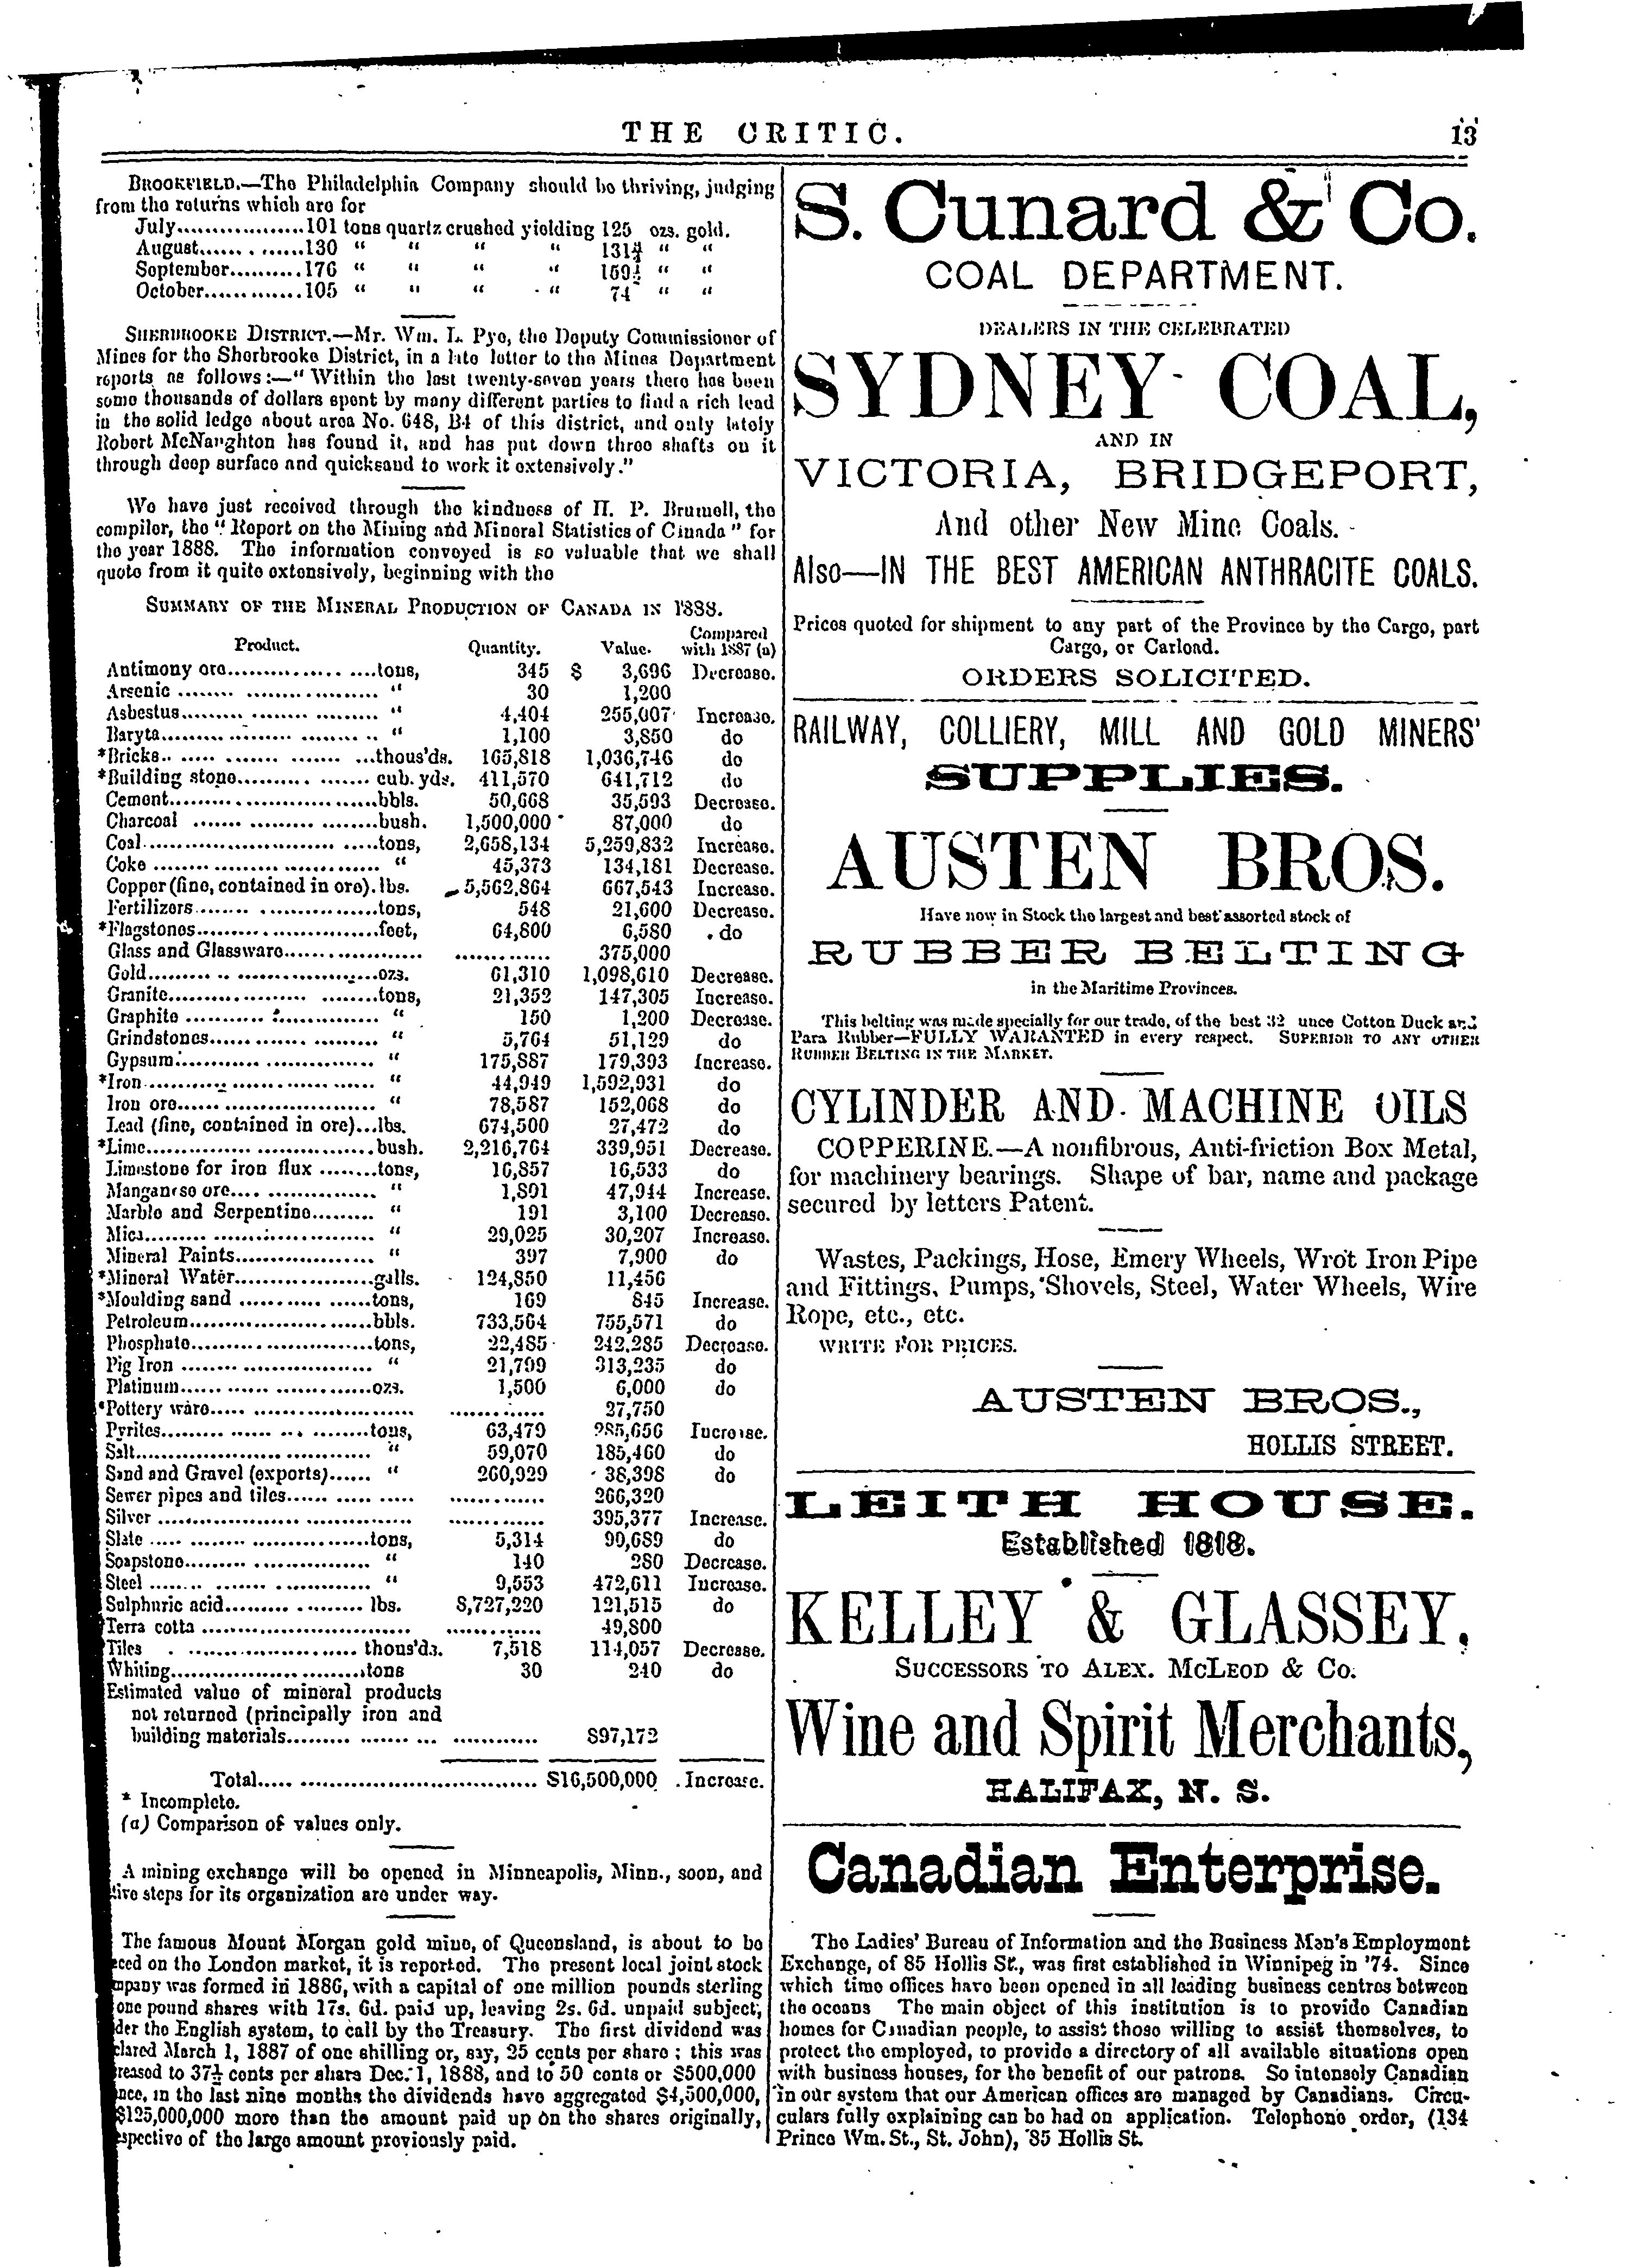 THE CRITIC. 13
BROOKFIELD.—The Philadelphia Company should be thriving, judging
from the returns which are for
July..................101 tons quartz crushed yielding 125 ozs. gold.
August...... . ......130 “ “ “ “ 131¾ “ “
September..........176 “ “ “ “ 159½ “ “
October..............105 “ “ “ “ 74 “ “
SHERBROOKE DISTRICT.—Mr. Wm. L. Pye, the Deputy Commissioner of
Mines for the Sherbrooke District, in a late letter to the Mines Department
reports as follows:—“Within the last twenty-seven years there has been
some thousands of dollars spent by many different parties to find a rich lead
in the solid ledge about area No. 648, B4 of this district, and only lately
Robert McNaughton has found it, and has put down three shafts on it
through deep surface and quicksand to work it extensively.”
We have just received through the kindness of H. P. Brumell, the
compiler, the “Report on the Mining and Mineral Statistics of Canada” for
the year 1888. The information conveyed is so valuable that we shall
quote from it quite extensively, beginning with the
SUMMARY OF THE MINERAL PRODUCTION OF CANADA IN 1888.
Product. Quantity. Value. Compared with 1887 (a)
Antimony ore.....................tons, 345 $ 3,696 Decrease.
Arsenic ........ ................... “ 30 1,200
Asbestus......... ........ ......... “ 4,404 255,007 Increase.
Baryta......... ........ ........ .. “ 1,100 3,850 do
*Bricks.. ..... ....... ....... ...thous'ds. 165,818 1,036,746 do
*Building stone.......... ....... cub. yds. 411,570 641,712 do
Cement..............................bbls. 50,668 35,593 Decrease.
Charcoal ....... ......... ........bush. 1,500,000 87,000 do
Coal............................ .....tons, 2,658,134 5,259,832 Increase.
Coke ........ ......... .............. “ 45,373 134,181 Decrease.
Copper (fine, contained in ore). lbs. 5,562,864 667,543 Increase.
Fertilizers........ .................tons, 548 21,600 Decrease.
*Flagstones..........................feet, 64,800 6,580 do
Glass and Glassware.................... ............. 375,000
Gold......... .. ......................ozs. 61,310 1,098,610 Decrease.
Granite.................... ........tons, 21,352 147,305 Increase.
Graphite ........... .............. “ 150 1,200 Decrease.
Grindstones....... ........ ......... “ 5,764 51,129 do
Gypsum.......... ........ .......... “ 175,887 179,393 Increase.
*Iron............ ....... ...... ...... “ 44,949 1,592,931 do
Iron ore...... ...................... “ 78,587 152,068 do
Lead (fine, contained in ore)...lbs. 674,500 27,472 do
*Lime.................................bush. 2,216,764 339,951 Decrease.
Limestone for iron flux ........tons, 16,857 16,533 do
Manganese ore.... ............... “ 1,801 47,944 Increase.
Marble and Serpentine......... “ 191 3,100 Decrease.
Mica......... ..................... “ 29,025 30,207 Increase.
Mineral Paints.................... “ 397 7,900 do
*Mineral Water....................galls. 124,850 11,456
*Moulding sand ............ ......tons, 169 845 Increase.
Petroleum............................bbls. 733,564 755,571 do
Phosphate............................tons, 22,485 242,285 Decrease.
Pig Iron ........ .................. “ 21,799 313,235 do
Platinum...... ...... ..............ozs. 1,500 6,000 do
*Pottery ware..... ...................... ............. 27,750
Pyrites......... ...... ... .........tons, 63,479 285,656 Increase.
Salt................................... “ 59,070 185,460 do
Sand and Gravel (exports)...... “ 260,929 38,398 do
Sewer pipes and tiles...... ..... ..... ............. 266,320
Silver ................... ............... ............. 395,377 Increase.
Slate ..... ........ ................tons, 5,314 90,689 do
Soapstone......... ................ “ 140 280 Decrease.
Steel ........ ....... ............. “ 9,553 472,611 Increase.
Sulphuric acid......... ......... lbs. 8,727,220 121,515 do
Terra cotta .............................. ............. 49,800
Tiles . ........................ thous'ds. 7,518 114,057 Decrease.
Whiting............................tons 30 240 do
Estimated value of mineral products
not returned (principally iron and
building materials......... ....... ... ............ 897,172
Total..... .................................. $16,500,000 Increase.
* Incomplete.
(a) Comparison of values only.
A mining exchange will be opened in Minneapolis, Minn., soon, and
steps for its organization are under way.
The famous Mount Morgan gold mine, of Queensland, is about to be
on the London market, it is reported. The present local joint stock
was formed in 1886, with a capital of one million pounds sterling
one pound shares with 17s. 6d. paid up, leaving 2s. 6d. unpaid subject,
the English system, to call by the Treasury. The first dividend was
March 1, 1887 of one shilling or, say, 25 cents per share; this was
to 37½ cents per share Dec. 1, 1888, and to 50 cents or $500,000
in the last nine months the dividends have aggregated $4,500,000,
$125,000,000 more than the amount paid up on the shares originally,
of the large amount previously paid.
S. Cunard & Co.
COAL DEPARTMENT.
DEALERS IN THE CELEBRATED
SYDNEY COAL,
AND IN
VICTORIA, BRIDGEPORT,
And other New Mine Coals.
Also—IN THE BEST AMERICAN ANTHRACITE COALS.
Prices quoted for shipment to any part of the Province by the Cargo, part
Cargo, or Carload.
ORDERS SOLICITED.
RAILWAY, COLLIERY, MILL AND GOLD MINERS'
SUPPLIES.
AUSTEN BROS.
Have now in Stock the largest and best assorted stock of
RUBBER BELTING
in the Maritime Provinces.
This belting was made specially for our trade, of the best 32 unce Cotton Duck and
Para Rubber—FULLY WARANTED in every respect. SUPERIOR TO ANY OTHER
RUBBER BELTING IN THE MARKET.
CYLINDER AND MACHINE OILS
COPPERINE.—A nonfibrous, Anti-friction Box Metal,
for machinery bearings. Shape of bar, name and package
secured by letters Patent.
Wastes, Packings, Hose, Emery Wheels, Wrot Iron Pipe
and Fittings, Pumps, Shovels, Steel, Water Wheels, Wire
Rope, etc., etc.
WRITE FOR PRICES.
AUSTEN BROS.,
HOLLIS STREET.
LEITH HOUSE.
Established 1818.
KELLEY & GLASSEY,
SUCCESSORS TO ALEX. MCLEOD & CO.
Wine and Spirit Merchants,
HALIFAX, N. S.
Canadian Enterprise.
The Ladies' Bureau of Information and the Business Man's Employment
Exchange, of 85 Hollis St., was first established in Winnipeg in '74. Since
which time offices have been opened in all leading business centres between
the oceans The main object of this institution is to provide Canadian
homes for Canadian people, to assist those willing to assist themselves, to
protect the employed, to provide a directory of all available situations open
with business houses, for the benefit of our patrons. So intensely Canadian
in our system that our American offices are managed by Canadians. Circu-
culars fully explaining can be had on application. Telephone order, (134
Prince Wm. St., St. John), 85 Hollis St.